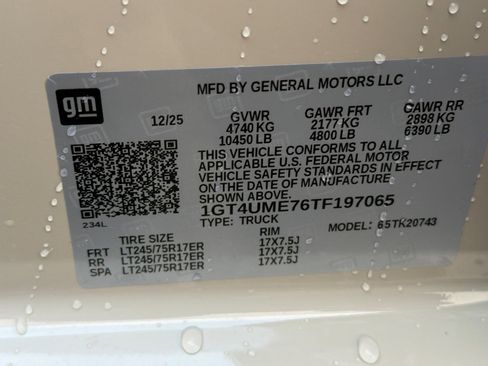 MFD BY GENERAL MOTORS LLC
gm
12/25 GVWR GAWR FRT GAWR RR
4740 KG 2177 KG 2898 KG
10450 LB 4800 LB 6390 LB
THIS VEHICLE CONFORMS TO ALL
APPLICABLE U.S. FEDERAL MOTOR
VEHICLE SAFETY STANDARDS IN EFFECT
ON THE DATE OF MANUFACTURE
SHOWN ABOVE.
1GT4UME76TF197065
TYPE: TRUCK MODEL: 65TK20743
234L
TIRE SIZE RIM
FRT LT245/75R17ER 17X7.5J
RR LT245/75R17ER 17X7.5J
SPA LT245/75R17ER 17X7.5J